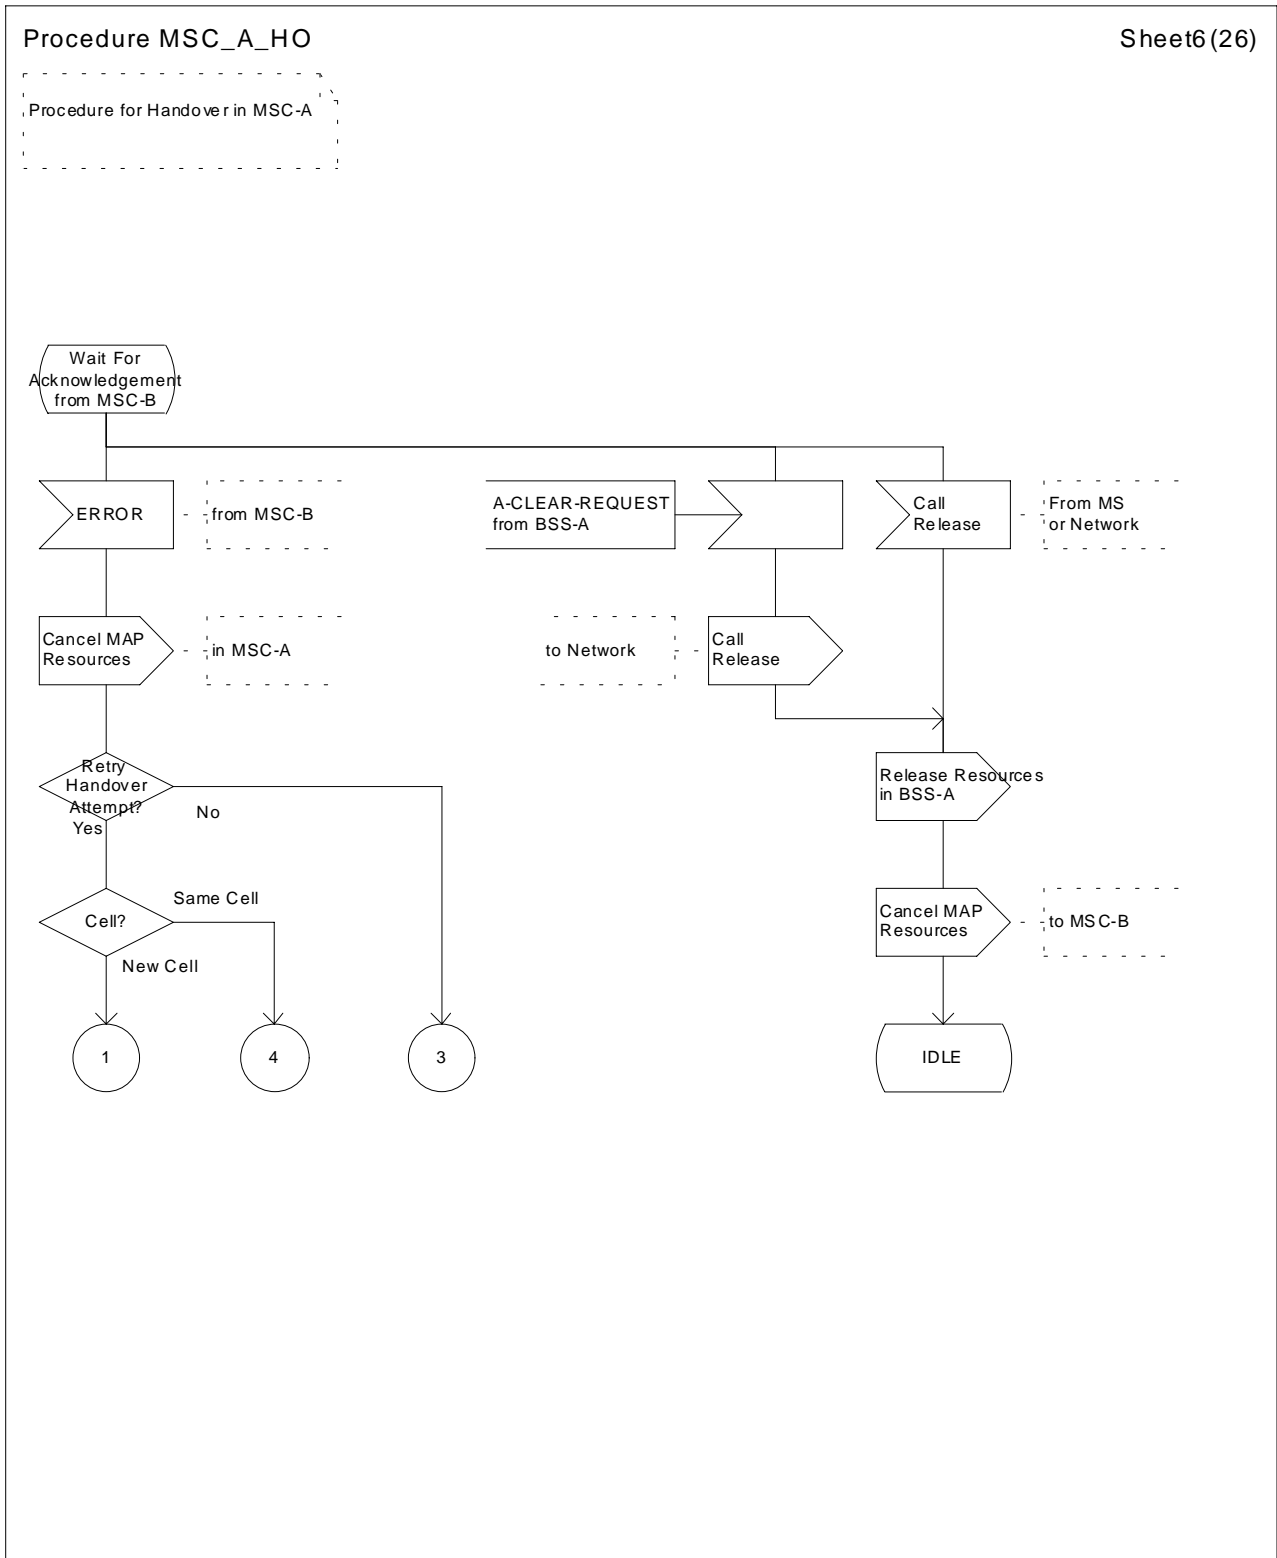 Procedure MSC_A_HO
Sheet6(26)
Procedure for Handover in MSC-A
Wait For
Acknowledgement
from MSC-B
ERROR
from MSC-B
A-CLEAR-REQUEST
from BSS-A
Call
Release
From MS
or Network
Cancel MAP
Resources
in MSC-A
to Network
Call
Release
Retry
Handover
Attempt?
Yes
No
Release Resources
in BSS-A
Cell?
Same Cell
New Cell
Cancel MAP
Resources
to MSC-B
1
4
3
IDLE